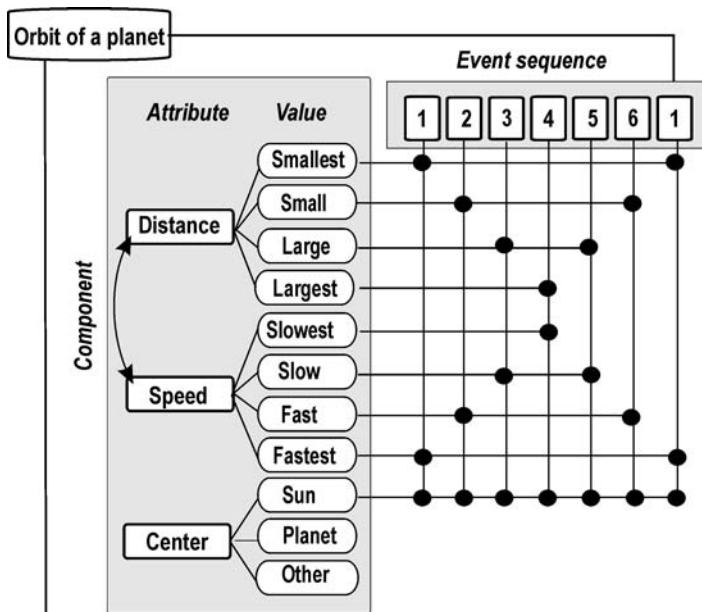 Orbit of a planet
Event sequence
Attribute Value
1 2 3 4 5 6 1
Smallest
Small
Distance
Large
Largest
Component
Slowest
Slow
Speed
Fast
Fastest
Sun
Center
Planet
Other